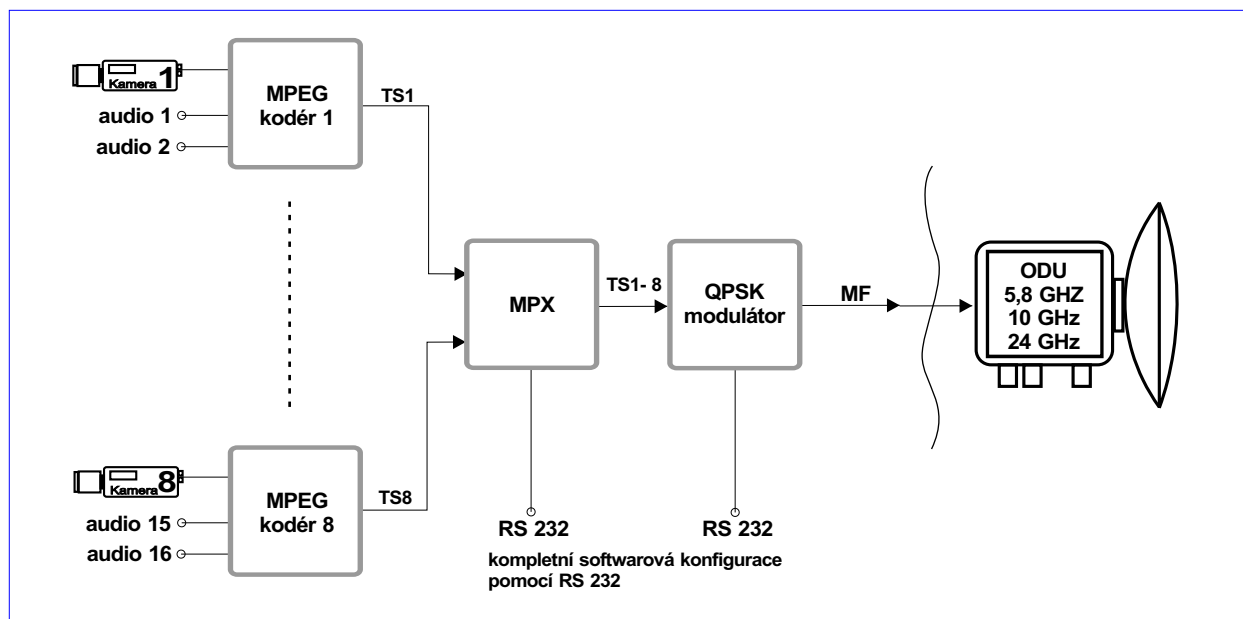 Kamera 1
audio 1
audio 2
MPEG
kodér 1
TS1
MPX
TS1- 8
QPSK
modulátor
MF
ODU
5,8 GHZ
10 GHz
24 GHz
Kamera 8
audio 15
audio 16
MPEG
kodér 8
TS8
RS 232
RS 232
kompletní softwarová konfigurace
pomocí RS 232